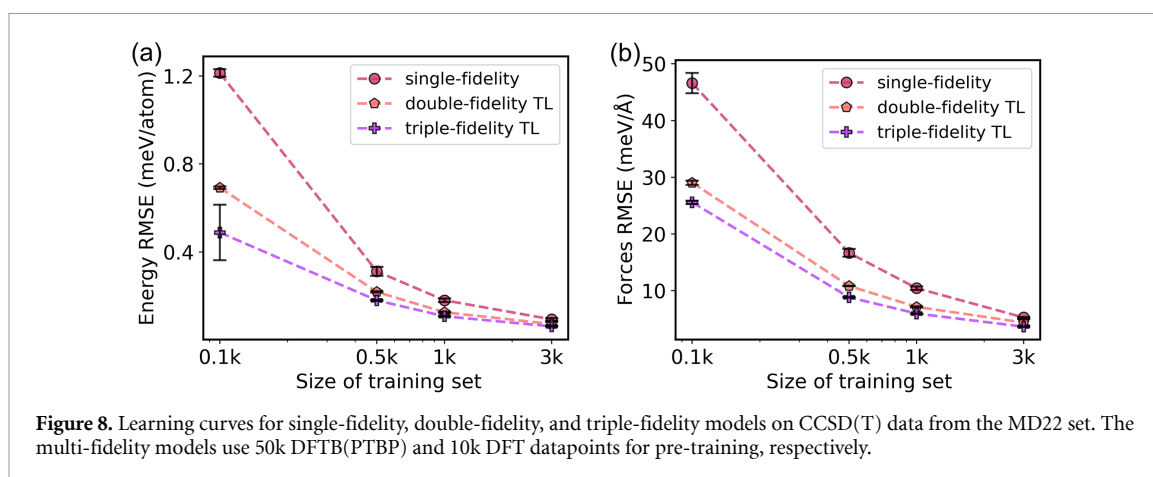 (a)
Energy RMSE (meV/atom)
1.2
0.8
0.4
single-fidelity
double-fidelity TL
triple-fidelity TL
0.1k 0.5k 1k 3k
Size of training set
(b)
Forces RMSE (meV/Å)
50
40
30
20
10
single-fidelity
double-fidelity TL
triple-fidelity TL
0.1k 0.5k 1k 3k
Size of training set
Figure 8. Learning curves for single-fidelity, double-fidelity, and triple-fidelity models on CCSD(T) data from the MD22 set. The
multi-fidelity models use 50k DFTB(PTBP) and 10k DFT datapoints for pre-training, respectively.